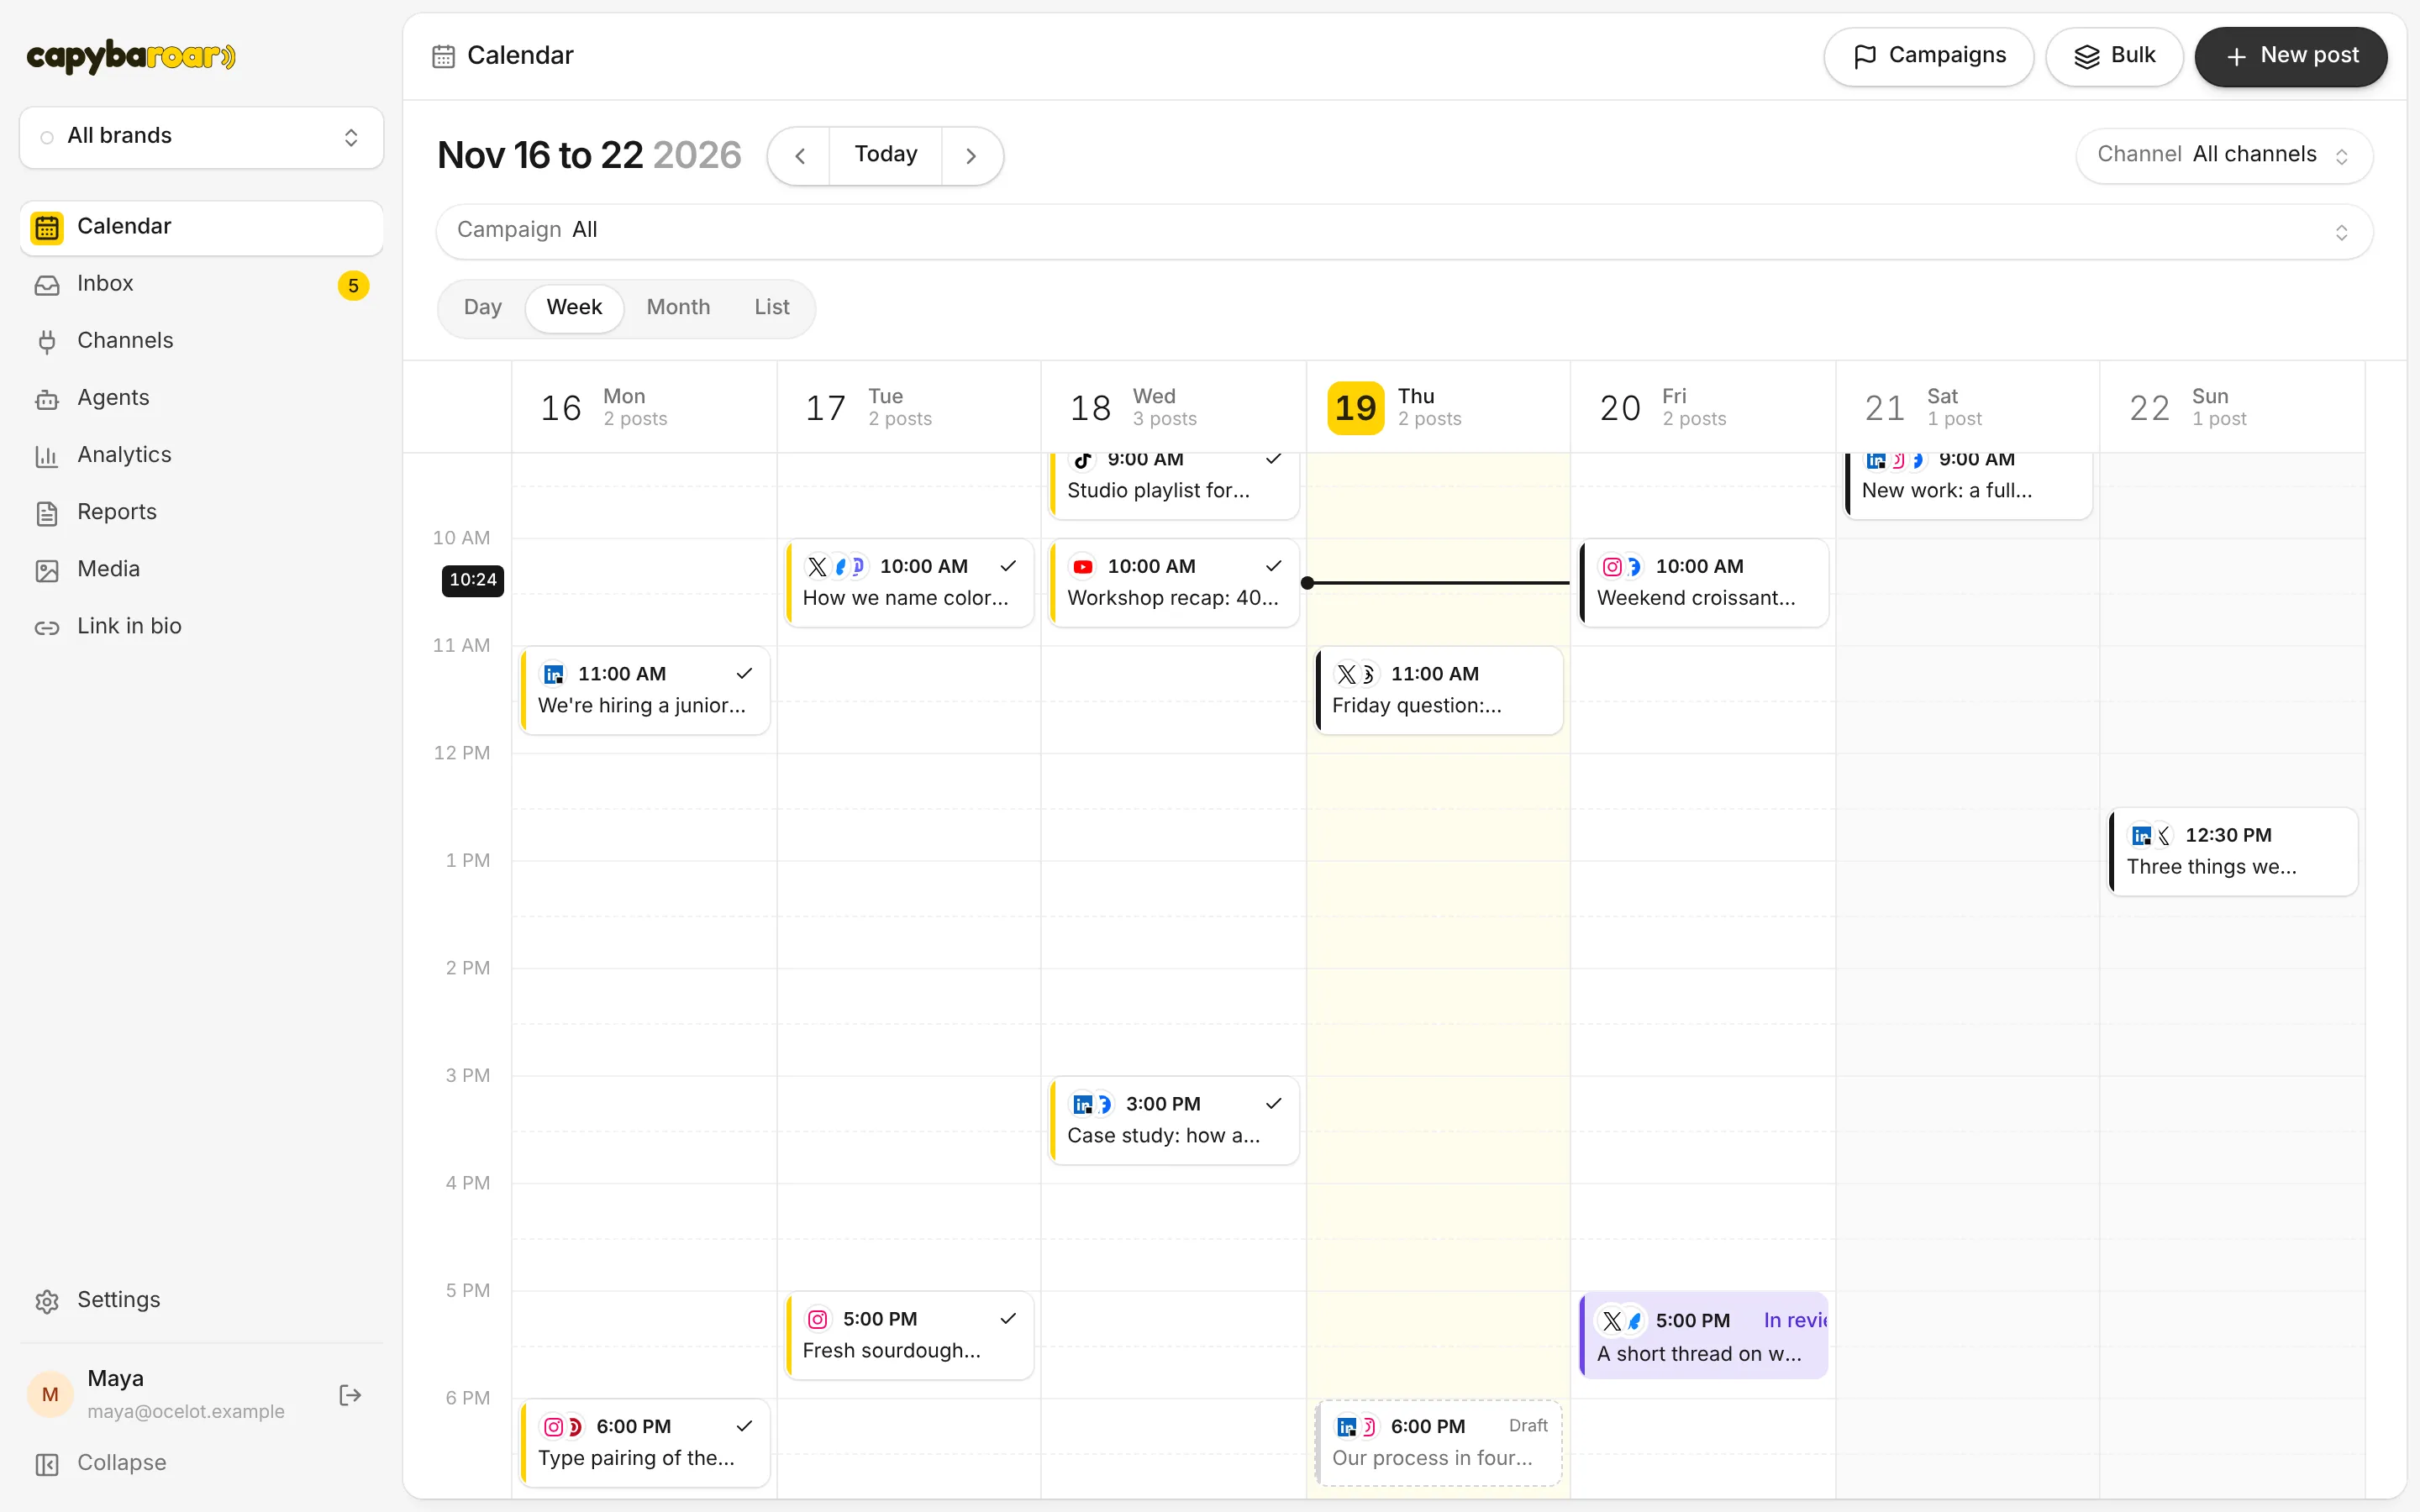 capybaroar
All brands
Calendar
Inbox
5
Channels
Agents
Analytics
Reports
Media
Link in bio
Settings
M
Maya
maya@ocelot.example
Collapse
Calendar
Campaigns
Bulk
New post
Nov 16 to 22 2026
Today
Channel All channels
Campaign All
Day Week Month List
16 Mon
2 posts
17 Tue
2 posts
18 Wed
3 posts
19 Thu
2 posts
20 Fri
2 posts
21 Sat
1 post
22 Sun
1 post
9:00 AM
Studio playlist for...
9:00 AM
New work: a full...
10 AM
10:24
10:00 AM
How we name color...
10:00 AM
Workshop recap: 40...
10:00 AM
Weekend croissant...
11 AM
11:00 AM
We're hiring a junior...
11:00 AM
Friday question:...
12 PM
12:30 PM
Three things we...
1 PM
2 PM
3 PM
3:00 PM
Case study: how a...
4 PM
5 PM
5:00 PM
Fresh sourdough...
5:00 PM In revie
A short thread on w...
6 PM
6:00 PM
Type pairing of the...
6:00 PM Draft
Our process in four...